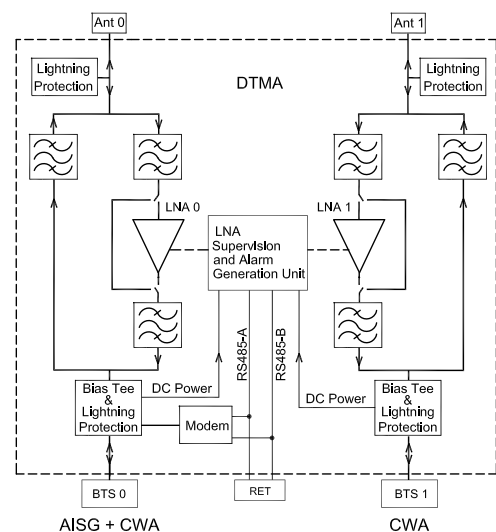 Ant 0
Ant 1
Lightning
Protection
DTMA
Lightning
Protection
LNA 0
LNA 1
LNA
Supervision
and Alarm
Generation Unit
RS485-A
RS485-B
Bias Tee
&
Lightning
Protection
DC Power
DC Power
Bias Tee
&
Lightning
Protection
Modem
BTS 0
RET
BTS 1
AISG + CWA
CWA